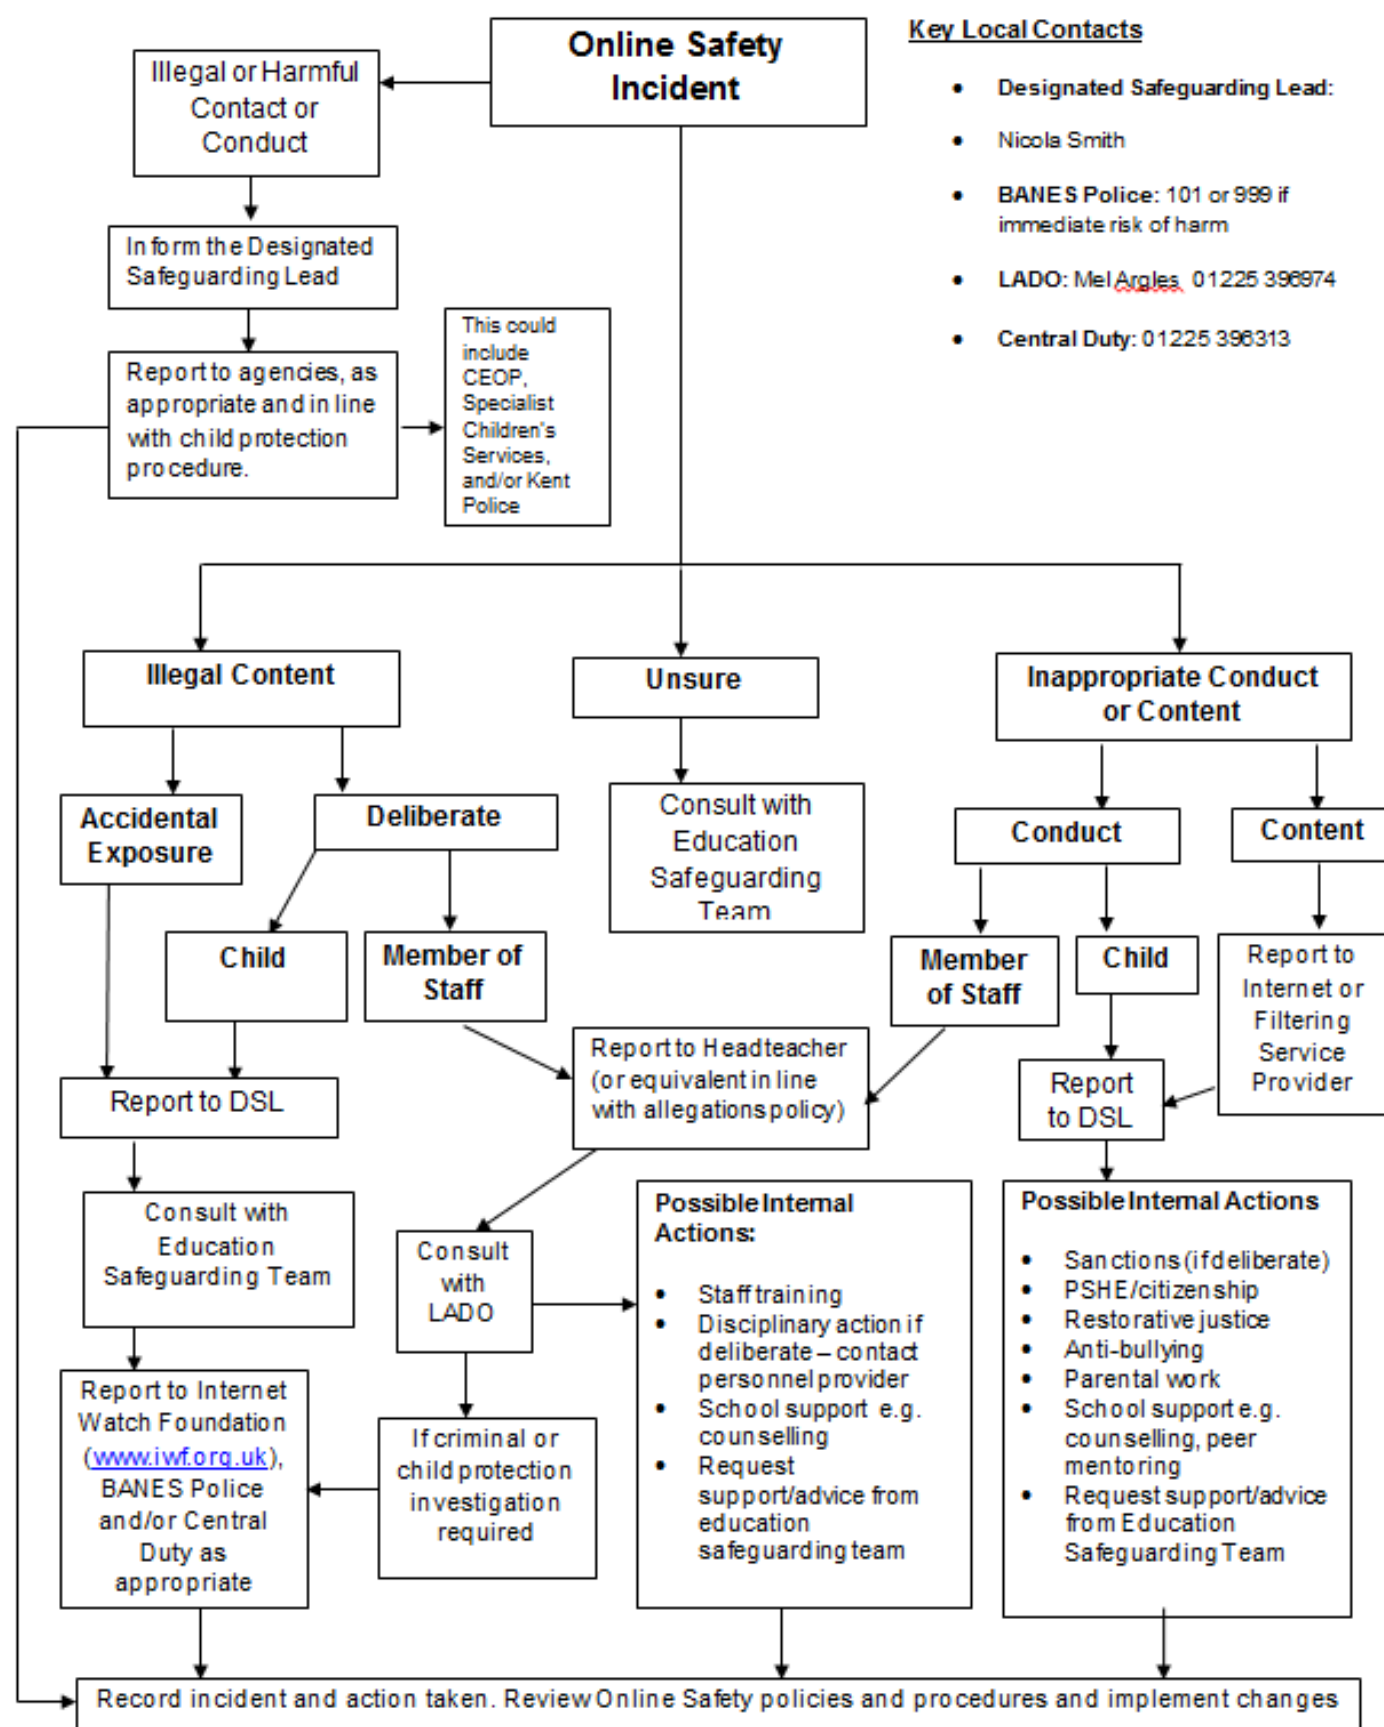 Online Safety
Incident
Key Local Contacts
• Designated Safeguarding Lead:
• Nicola Smith
• BANES Police: 101 or 999 if
immediate risk of harm
• LADO: Mel Argles 01225 396974
• Central Duty: 01225 396313
Illegal or Harmful
Contact or
Conduct
Inform the Designated
Safeguarding Lead
Report to agencies, as
appropriate and in line
with child protection
procedure.
This could
include
CEOP,
Specialist
Children's
Services,
and/or Kent
Police
Illegal Content
Unsure
Inappropriate Conduct
or Content
Accidental
Exposure
Deliberate
Consult with
Education
Safeguarding
Team
Conduct
Content
Child
Member of
Staff
Member
of Staff
Child
Report to
Internet or
Filtering
Service
Provider
Report to DSL
Report to Headteacher
(or equivalent in line
with allegations policy)
Report
to DSL
Consult with
Education
Safeguarding Team
Consult
with
LADO
Possible Internal
Actions:
• Staff training
• Disciplinary action if
deliberate – contact
personnel provider
• School support e.g.
counselling
• Request
support/advice from
education
safeguarding team
Possible Internal Actions
• Sanctions (if deliberate)
• PSHE/citizenship
• Restorative justice
• Anti-bullying
• Parental work
• School support e.g.
counselling, peer
mentoring
• Request support/advice
from Education
Safeguarding Team
Report to Internet
Watch Foundation
(www.iwf.org.uk),
BANES Police
and/or Central
Duty as
appropriate
If criminal or
child protection
investigation
required
Record incident and action taken. Review Online Safety policies and procedures and implement changes